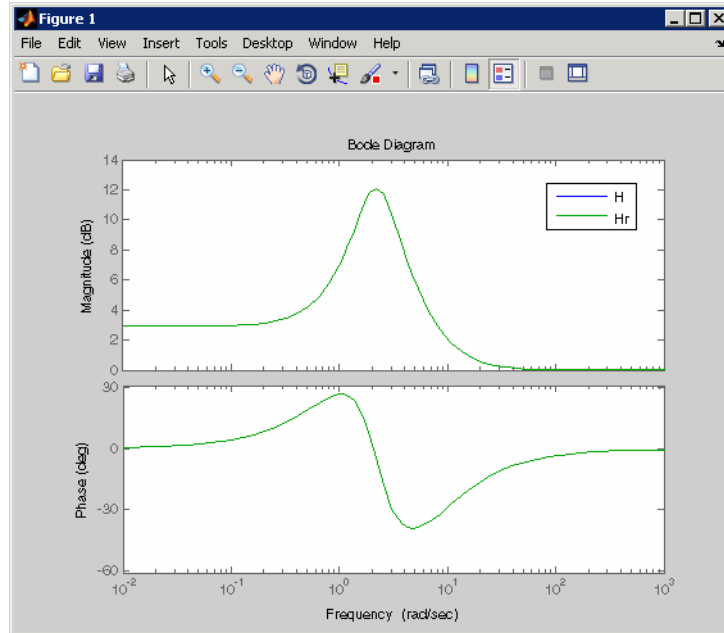 Figure 1
File Edit View Insert Tools Desktop Window Help
Bode Diagram
Magnitude (dB)
14
12
10
8
6
4
2
0
H
Hr
Phase (deg)
30
0
-30
-60
10^-2 10^-1 10^0 10^1 10^2 10^3
Frequency (rad/sec)